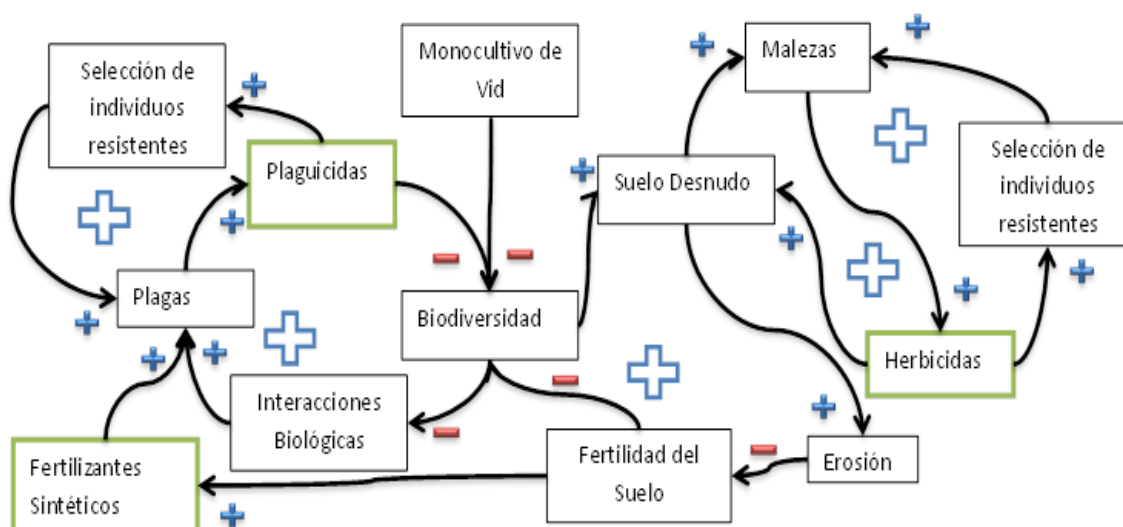 Selección de
individuos
resistentes
Monocultivo de
Vid
Malezas
Plaguicidas
Suelo Desnudo
Selección de
individuos
resistentes
Plagas
Biodiversidad
Herbicidas
Interacciones
Biológicas
Fertilidad del
Suelo
Erosión
Fertilizantes
Sintéticos